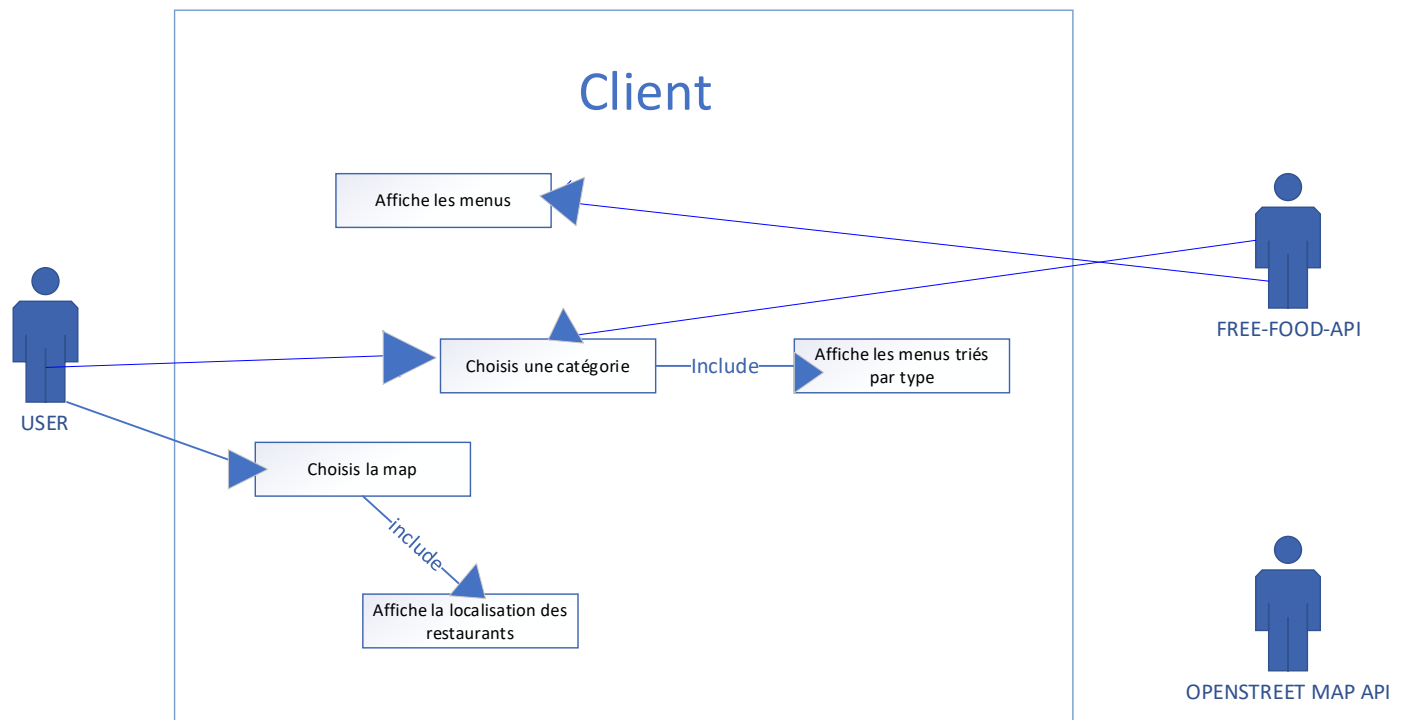 Client
Affiche les menus
FREE-FOOD-API
Choisis une catégorie
Include
Affiche les menus triés
par type
USER
Choisis la map
include
Affiche la localisation des
restaurants
OPENSTREET MAP API